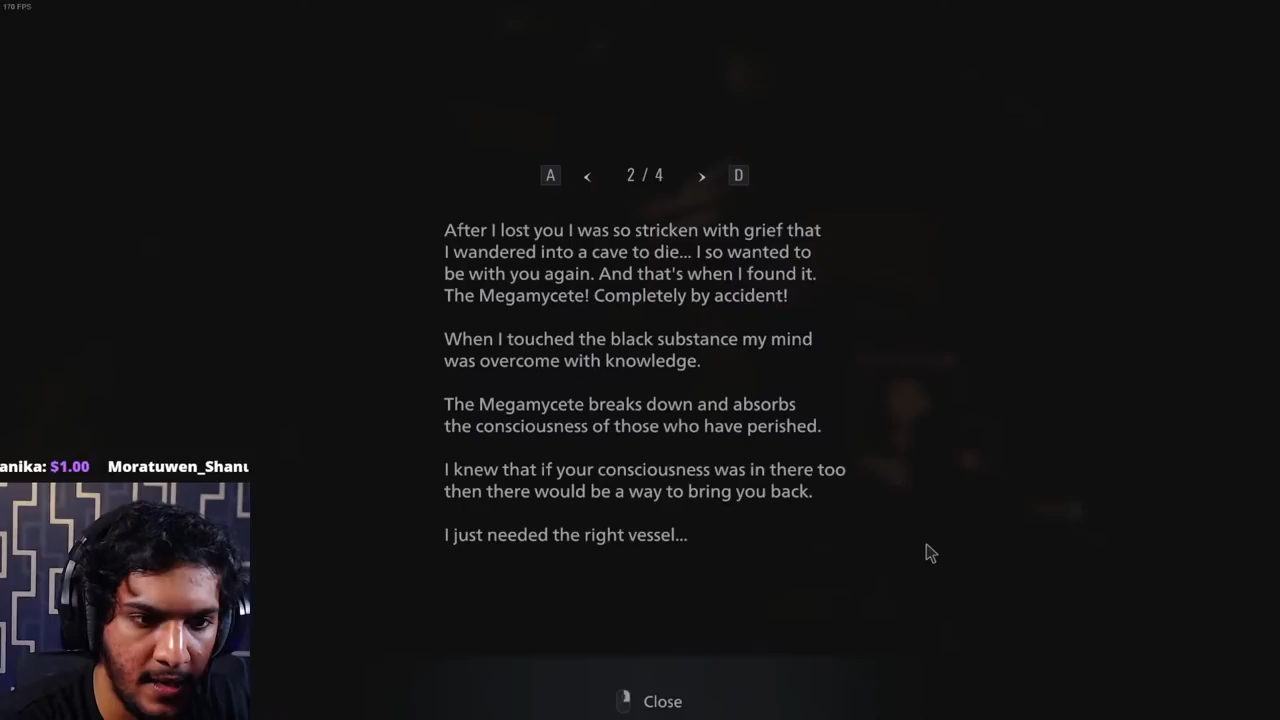 170 FPS
A < 2 / 4 > D
After I lost you I was so stricken with grief that
I wandered into a cave to die... I so wanted to
be with you again. And that's when I found it.
The Megamycete! Completely by accident!
When I touched the black substance my mind
was overcome with knowledge.
The Megamycete breaks down and absorbs
the consciousness of those who have perished.
I knew that if your consciousness was in there too
then there would be a way to bring you back.
I just needed the right vessel...
anika: $1.00 Moratuwen_Shanu
Close